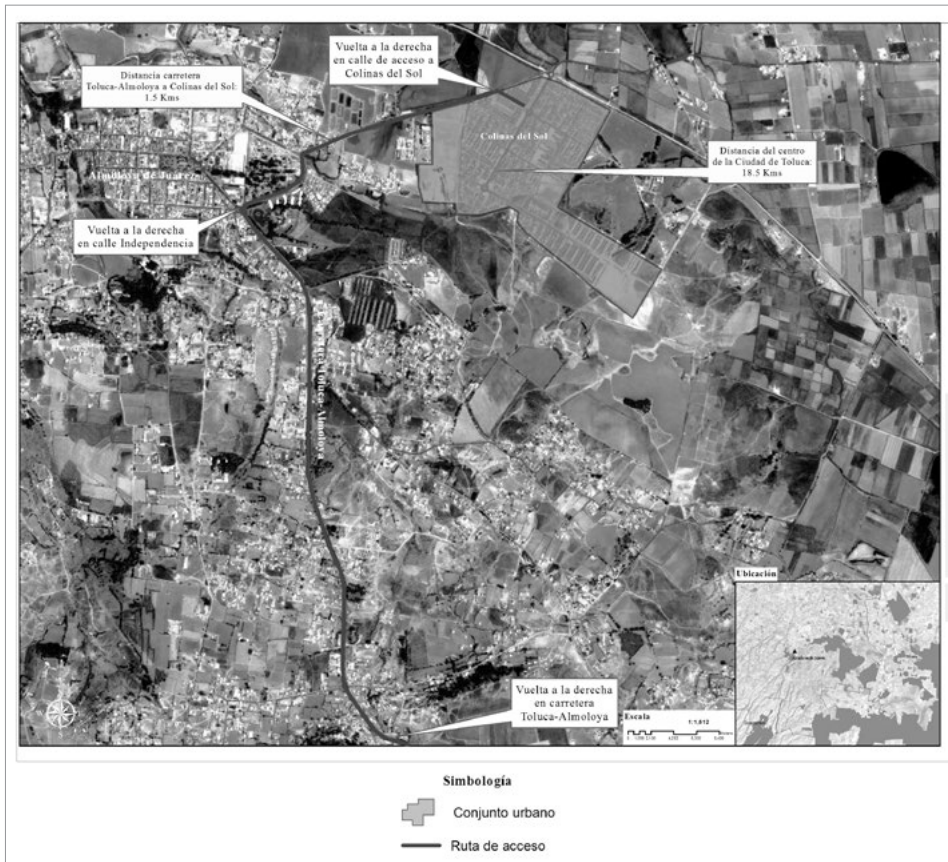 Vuelta a la derecha
en calle de acceso a
Colinas del Sol
Distancia carretera
Toluca-Almoloya a Colinas del Sol:
1.5 Kms
Colinas del Sol
Distancia del centro
de la Ciudad de Toluca:
18.5 Kms
Almoloya de Juárez
Vuelta a la derecha
en calle Independencia
Toluca-Almoloya
Vuelta a la derecha
en carretera
Toluca-Almoloya
Ubicación
Escala
Simbología
Conjunto urbano
Ruta de acceso